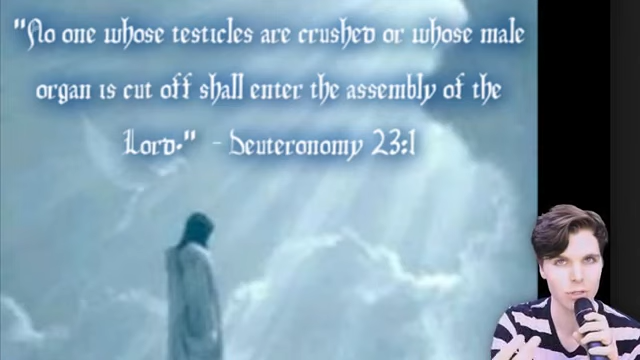 "No one whose testicles are crushed or whose male
organ is cut off shall enter the assembly of the
Lord." - Deuteronomy 23:1